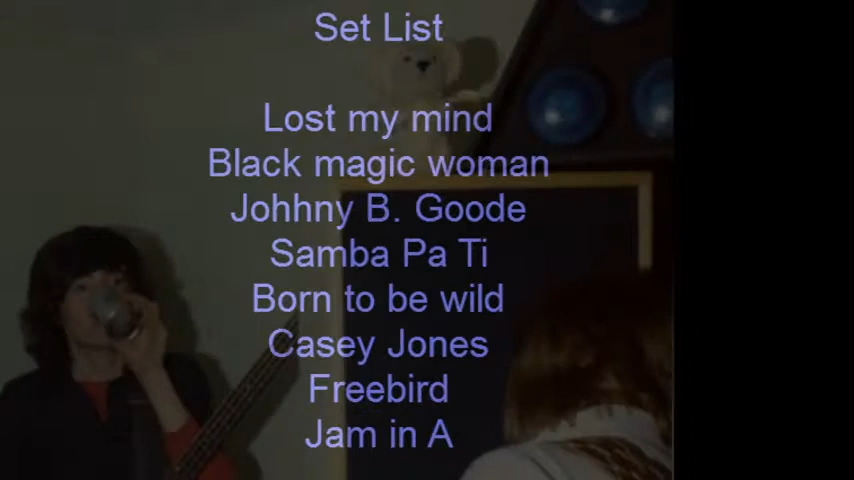 Set List
Lost my mind
Black magic woman
Johhny B. Goode
Samba Pa Ti
Born to be wild
Casey Jones
Freebird
Jam in A